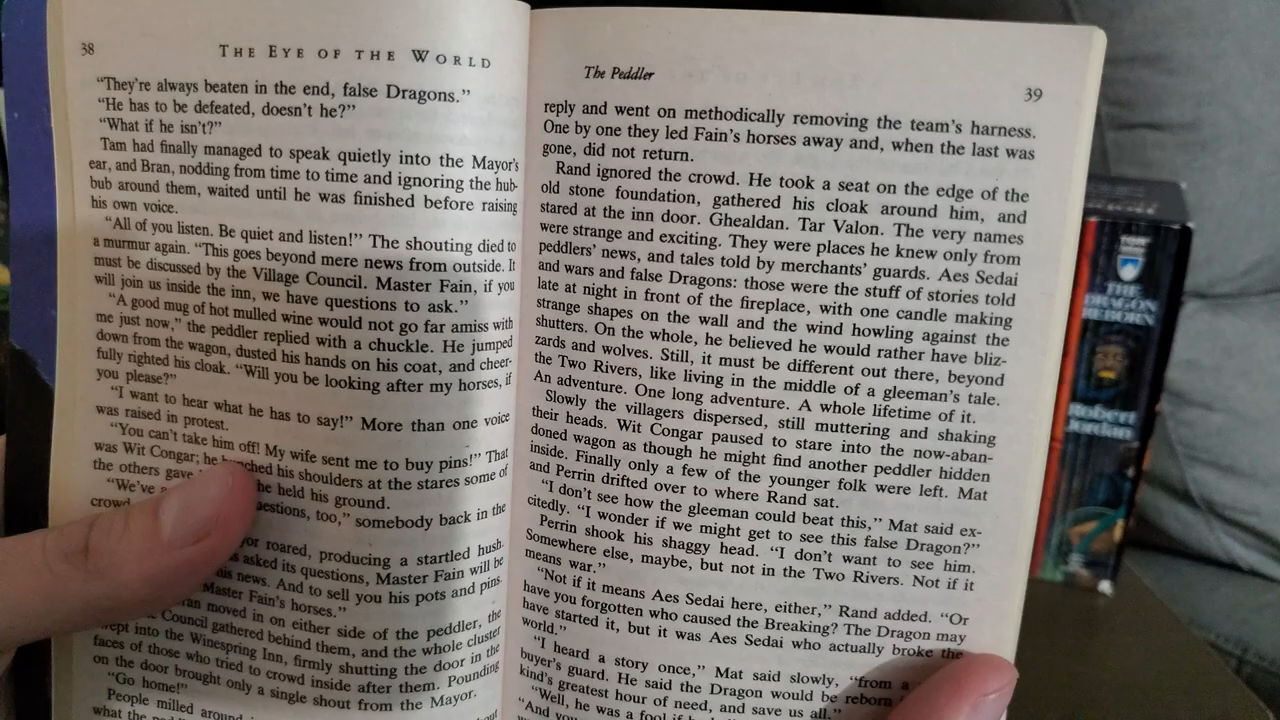 38
THE EYE OF THE WORLD
“They're always beaten in the end, false Dragons.”
“He has to be defeated, doesn't he?”
“What if he isn't?”
Tam had finally managed to speak quietly into the Mayor's
ear, and Bran, nodding from time to time and ignoring the hub-
bub around them, waited until he was finished before raising
his own voice.
“All of you listen. Be quiet and listen!” The shouting died to
a murmur again. “This goes beyond mere news from outside. It
must be discussed by the Village Council. Master Fain, if you
will join us inside the inn, we have questions to ask.”
“A good mug of hot mulled wine would not go far amiss with
me just now,” the peddler replied with a chuckle. He jumped
down from the wagon, dusted his hands on his coat, and cheer-
fully righted his cloak. “Will you be looking after my horses, if
you please?”
“I want to hear what he has to say!” More than one voice
was raised in protest.
“You can't take him off! My wife sent me to buy pins!” That
was Wit Congar; he hunched his shoulders at the stares some of
the others gave he held his ground.
“We've estions, too,” somebody back in the
crowd
or roared, producing a startled hush.
asked its questions, Master Fain will be
his news. And to sell you his pots and pins.
Master Fain's horses.”
ran moved in on either side of the peddler, the
Council gathered behind them, and the whole cluster
wept into the Winespring Inn, firmly shutting the door in the
faces of those who tried to crowd inside after them. Pounding
on the door brought only a single shout from the Mayor.
“Go home!”
People milled around
what the about
The Peddler
39
reply and went on methodically removing the team's harness.
One by one they led Fain's horses away and, when the last was
gone, did not return.
Rand ignored the crowd. He took a seat on the edge of the
old stone foundation, gathered his cloak around him, and
stared at the inn door. Ghealdan. Tar Valon. The very names
were strange and exciting. They were places he knew only from
peddlers' news, and tales told by merchants' guards. Aes Sedai
and wars and false Dragons: those were the stuff of stories told
late at night in front of the fireplace, with one candle making
strange shapes on the wall and the wind howling against the
shutters. On the whole, he believed he would rather have bliz-
zards and wolves. Still, it must be different out there, beyond
the Two Rivers, like living in the middle of a gleeman's tale.
An adventure. One long adventure. A whole lifetime of it.
Slowly the villagers dispersed, still muttering and shaking
their heads. Wit Congar paused to stare into the now-aban-
doned wagon as though he might find another peddler hidden
inside. Finally only a few of the younger folk were left. Mat
and Perrin drifted over to where Rand sat.
“I don't see how the gleeman could beat this,” Mat said ex-
citedly. “I wonder if we might get to see this false Dragon?”
Perrin shook his shaggy head. “I don't want to see him.
Somewhere else, maybe, but not in the Two Rivers. Not if it
means war.”
“Not if it means Aes Sedai here, either,” Rand added. “Or
have you forgotten who caused the Breaking? The Dragon may
have started it, but it was Aes Sedai who actually broke the
world.”
“I heard a story once,” Mat said slowly, “from a
buyer's guard. He said the Dragon would be reborn
kind's greatest hour of need, and save us all.”
“Well, he was a fool if
“And you
THE
DRAGON
REBORN
Robert
Jordan